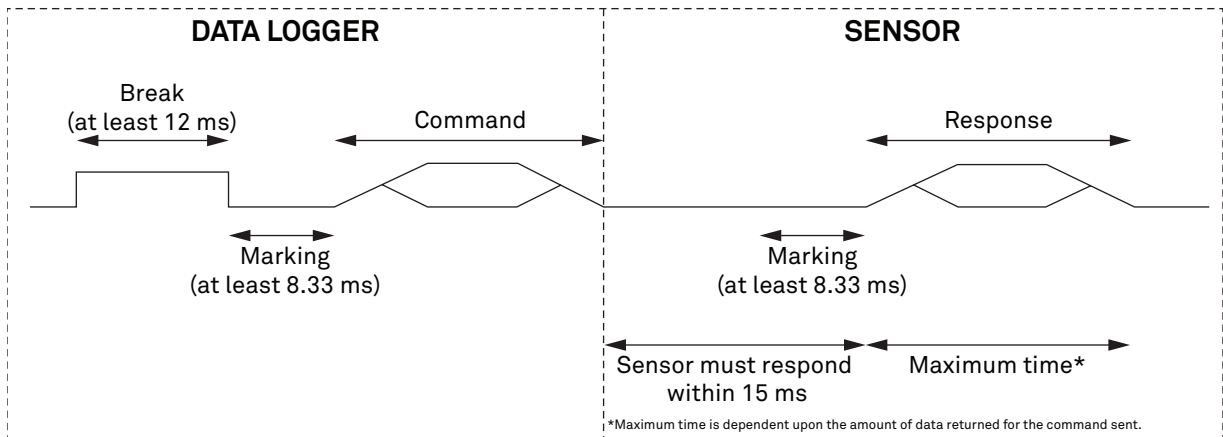 DATA LOGGER
SENSOR
Break
(at least 12 ms)
Command
Response
Marking
(at least 8.33 ms)
Marking
(at least 8.33 ms)
Sensor must respond
within 15 ms
Maximum time*
*Maximum time is dependent upon the amount of data returned for the command sent.